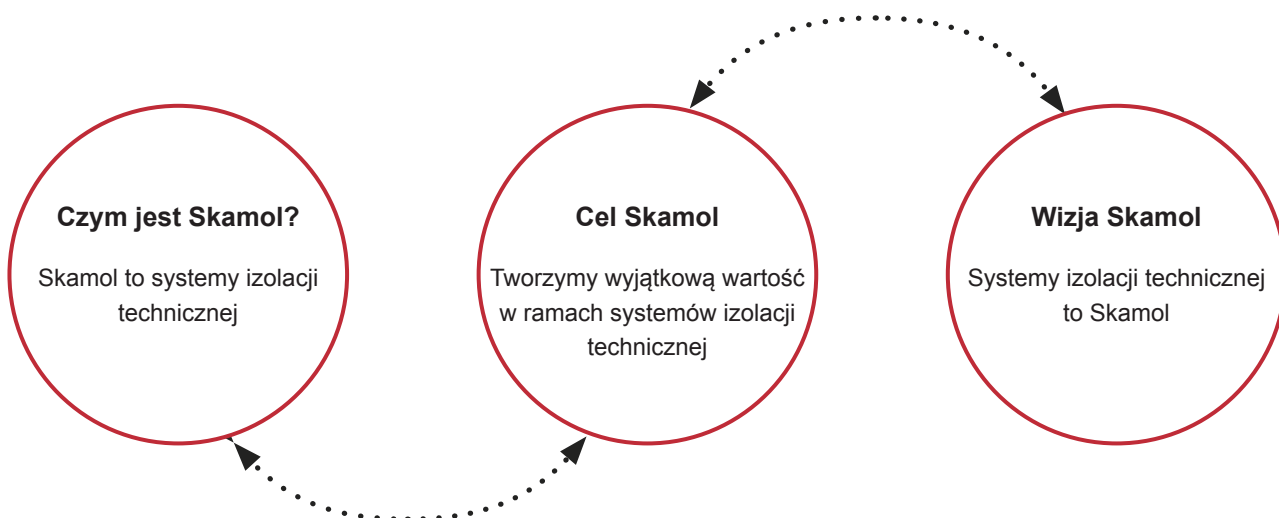 Czym jest Skamol?
Skamol to systemy izolacji
technicznej
Cel Skamol
Tworzymy wyjątkową wartość
w ramach systemów izolacji
technicznej
Wizja Skamol
Systemy izolacji technicznej
to Skamol